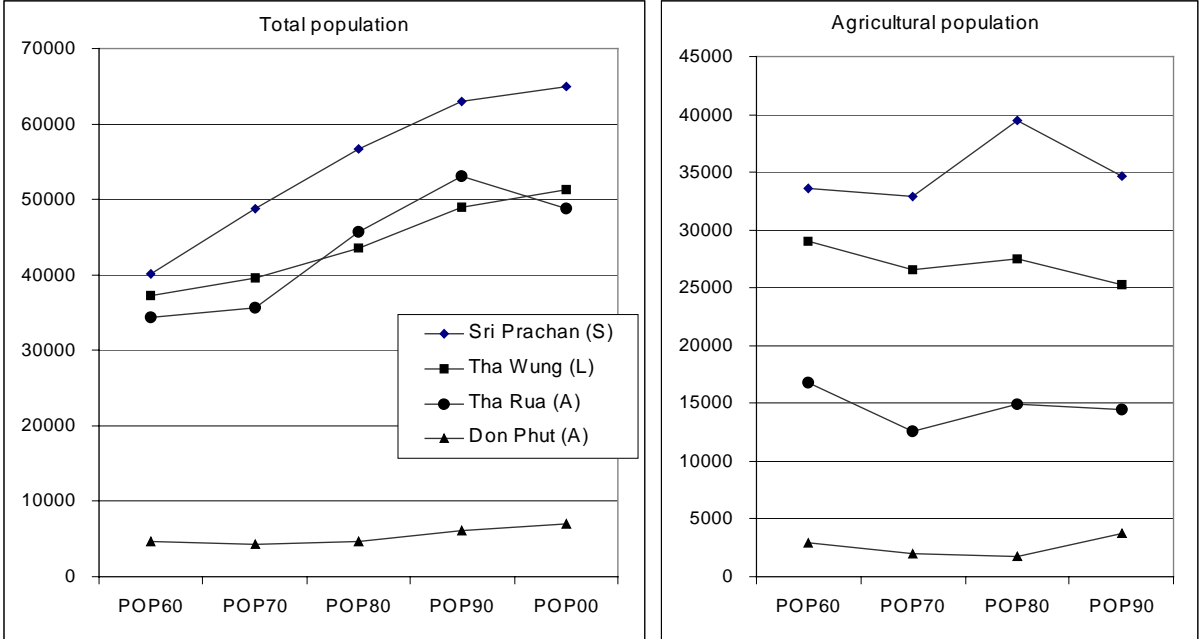 Total population
70000
60000
50000
40000
30000
20000
10000
0
POP60 POP70 POP80 POP90 POP00
Sri Prachan (S)
Tha Wung (L)
Tha Rua (A)
Don Phut (A)
Agricultural population
45000
40000
35000
30000
25000
20000
15000
10000
5000
0
POP60 POP70 POP80 POP90